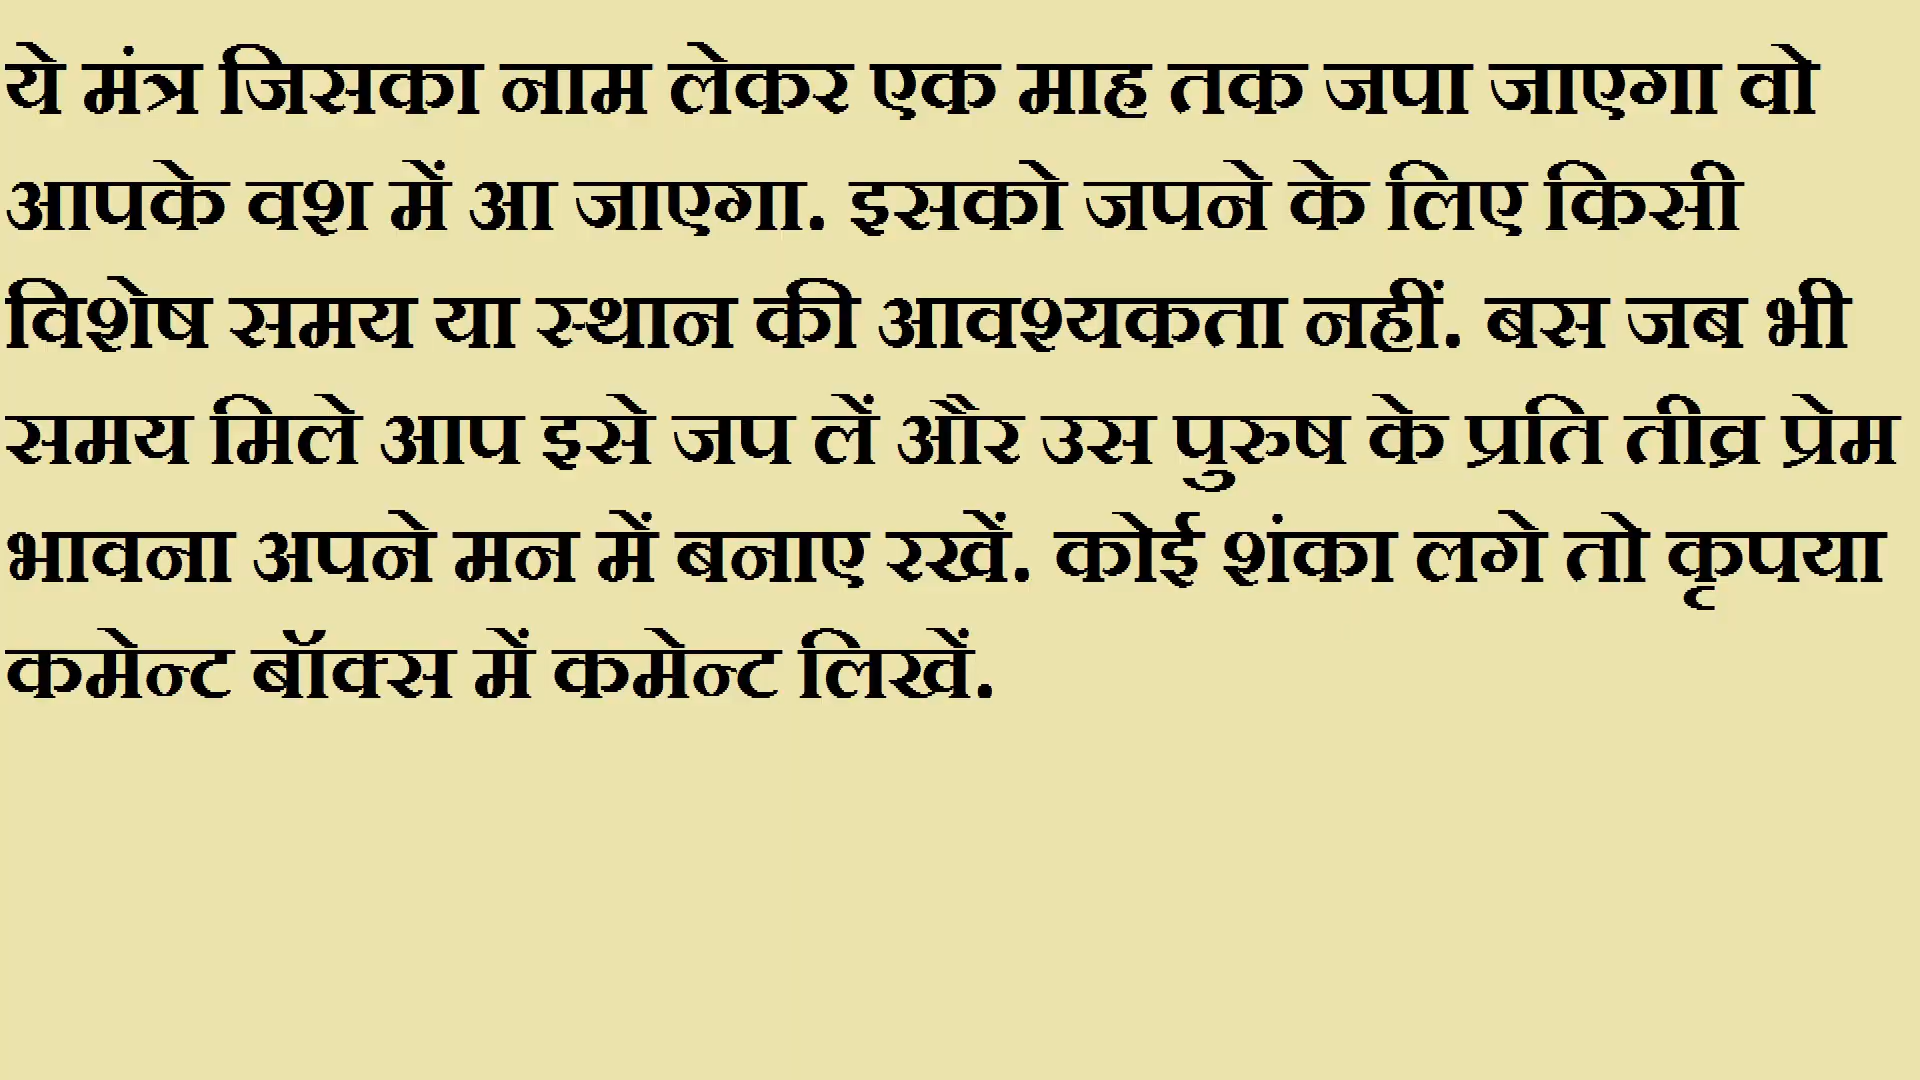 ये मंत्र जिसका नाम लेकर एक माह तक जपा जाएगा वो
आपके वश में आ जाएगा. इसको जपने के लिए किसी
विशेष समय या स्थान की आवश्यकता नहीं. बस जब भी
समय मिले आप इसे जप लें और उस पुरुष के प्रति तीव्र प्रेम
भावना अपने मन में बनाए रखें. कोई शंका लगे तो कृपया
कमेन्ट बॉक्स में कमेन्ट लिखें.